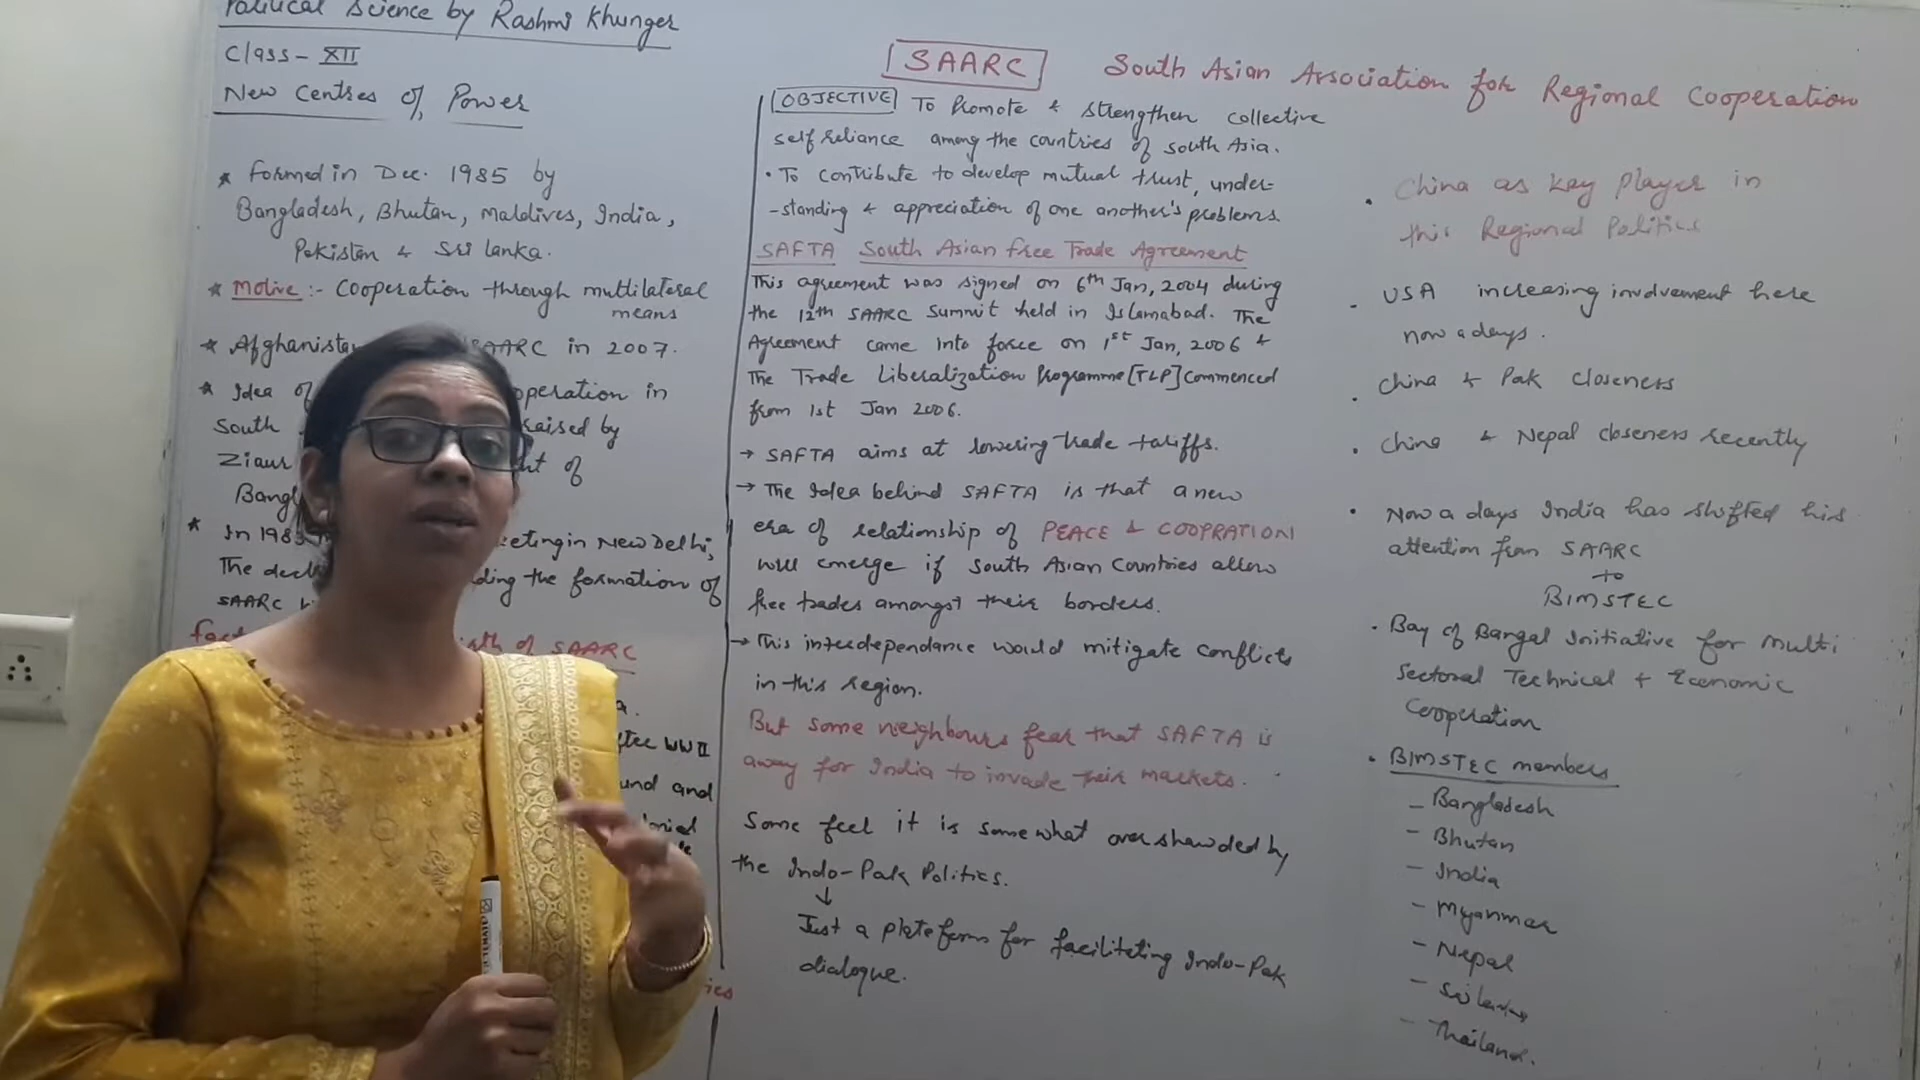 Political Science by Rashmi Khunger
Class - XII
New Centres of Power
* Formed in Dec. 1985 by
Bangladesh, Bhutan, Maldives, India,
Pakistan & Sri lanka.
* Motive :- Cooperation through multilateral
means
* Afghanistan SAARC in 2007.
* Idea of operation in
South raised by
Ziaur of
Bang
* In 1983 meeting in New Delhi,
The decl ding the formation of
SAARC
fact birth of SAARC
a.
after WW II
und and
SAARC South Asian Association for Regional Cooperation
OBJECTIVE To Promote & strengthen collective
self reliance among the countries of south Asia.
• To contribute to develop mutual trust, under-
-standing & appreciation of one another's problems.
SAFTA South Asian free Trade Agreement
This agreement was signed on 6th Jan, 2004 during
the 12th SAARC Summit held in Islamabad. The
Agreement came into force on 1st Jan, 2006 &
The Trade Liberalization Programme [TLP] commenced
from 1st Jan 2006.
→ SAFTA aims at lowering trade tariffs.
→ The Idea behind SAFTA is that a new
era of relationship of PEACE & COOPRATION
will emerge if South Asian Countries allow
free trades amongst their borders.
→ This interdependance would mitigate conflicts
in this region.
But some neighbours fear that SAFTA is
away for India to invade their markets.
Some feel it is somewhat overshawded by
the Indo-Pak Politics.
↓
Just a plateform for facilitating Indo-Pak
dialogue.
• China as key player in
this Regional Politics
- USA increasing involvement here
now a days.
• China & Pak closeness
• China & Nepal closeness recently
• Now a days India has shifted his
attention from SAARC
to
BIMSTEC
• Bay of Bangal Initiative for Multi
Sectoral Technical + Economic
Cooperation
• BIMSTEC members
- Bangladesh
- Bhutan
- India
- Myanmar
- Nepal
- Sri lanka
- Thailand.